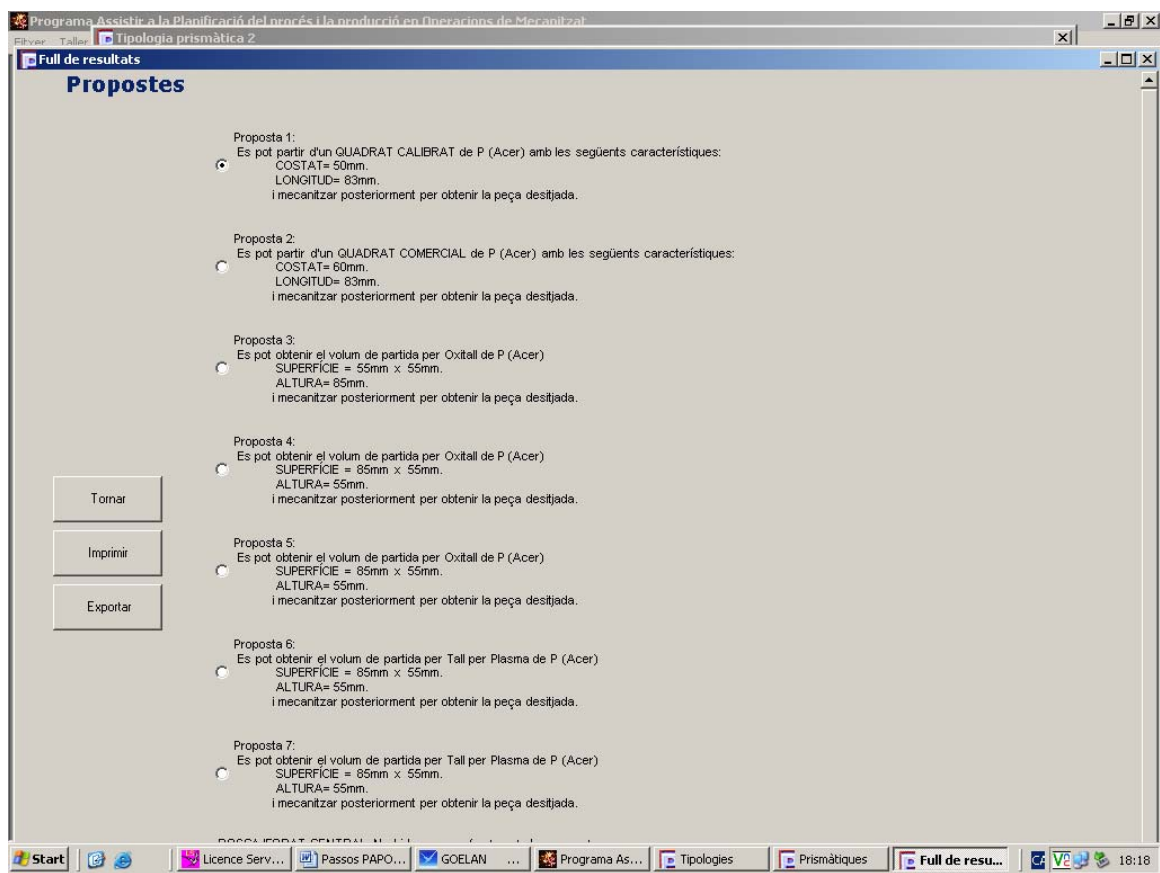 Programa Assistir a la Planificació del procés i la producció en Operacions de Mecanitzat
Fitxer Taller
Tipologia prismàtica 2
Full de resultats
Propostes
Proposta 1:
Es pot partir d'un QUADRAT CALIBRAT de P (Acer) amb les següents característiques:
COSTAT= 50mm.
LONGITUD= 83mm.
i mecanitzar posteriorment per obtenir la peça desitjada.
Proposta 2:
Es pot partir d'un QUADRAT COMERCIAL de P (Acer) amb les següents característiques:
COSTAT= 60mm.
LONGITUD= 83mm.
i mecanitzar posteriorment per obtenir la peça desitjada.
Proposta 3:
Es pot obtenir el volum de partida per Oxitall de P (Acer)
SUPERFÍCIE = 55mm x 55mm.
ALTURA= 85mm.
i mecanitzar posteriorment per obtenir la peça desitjada.
Proposta 4:
Es pot obtenir el volum de partida per Oxitall de P (Acer)
SUPERFÍCIE = 85mm x 55mm.
ALTURA= 55mm.
i mecanitzar posteriorment per obtenir la peça desitjada.
Proposta 5:
Es pot obtenir el volum de partida per Oxitall de P (Acer)
SUPERFÍCIE = 85mm x 55mm.
ALTURA= 55mm.
i mecanitzar posteriorment per obtenir la peça desitjada.
Proposta 6:
Es pot obtenir el volum de partida per Tall per Plasma de P (Acer)
SUPERFÍCIE = 85mm x 55mm.
ALTURA= 55mm.
i mecanitzar posteriorment per obtenir la peça desitjada.
Proposta 7:
Es pot obtenir el volum de partida per Tall per Plasma de P (Acer)
SUPERFÍCIE = 85mm x 55mm.
ALTURA= 55mm.
i mecanitzar posteriorment per obtenir la peça desitjada.
Tornar
Imprimir
Exportar
Start
Licence Serv...
Passos PAPO...
GOELAN ...
Programa As...
Tipologies
Prismàtiques
Full de resu...
18:18